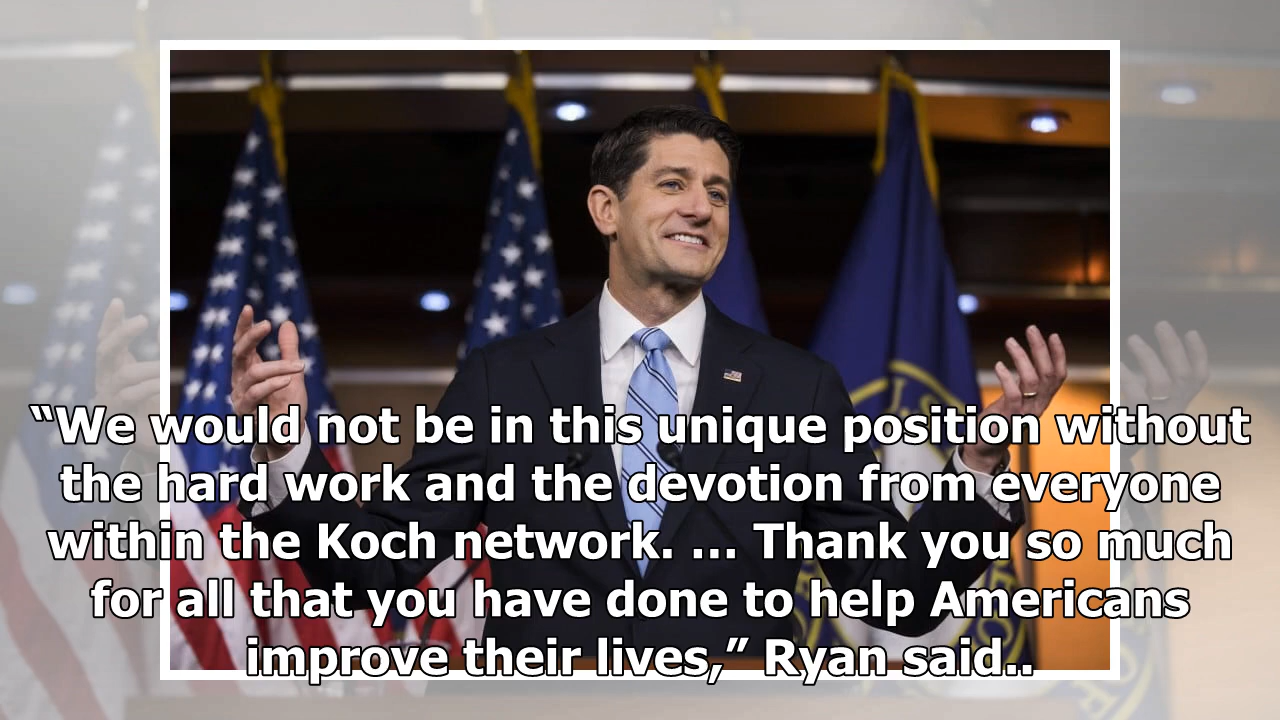 “We would not be in this unique position without
the hard work and the devotion from everyone
within the Koch network. … Thank you so much
for all that you have done to help Americans
improve their lives,” Ryan said..